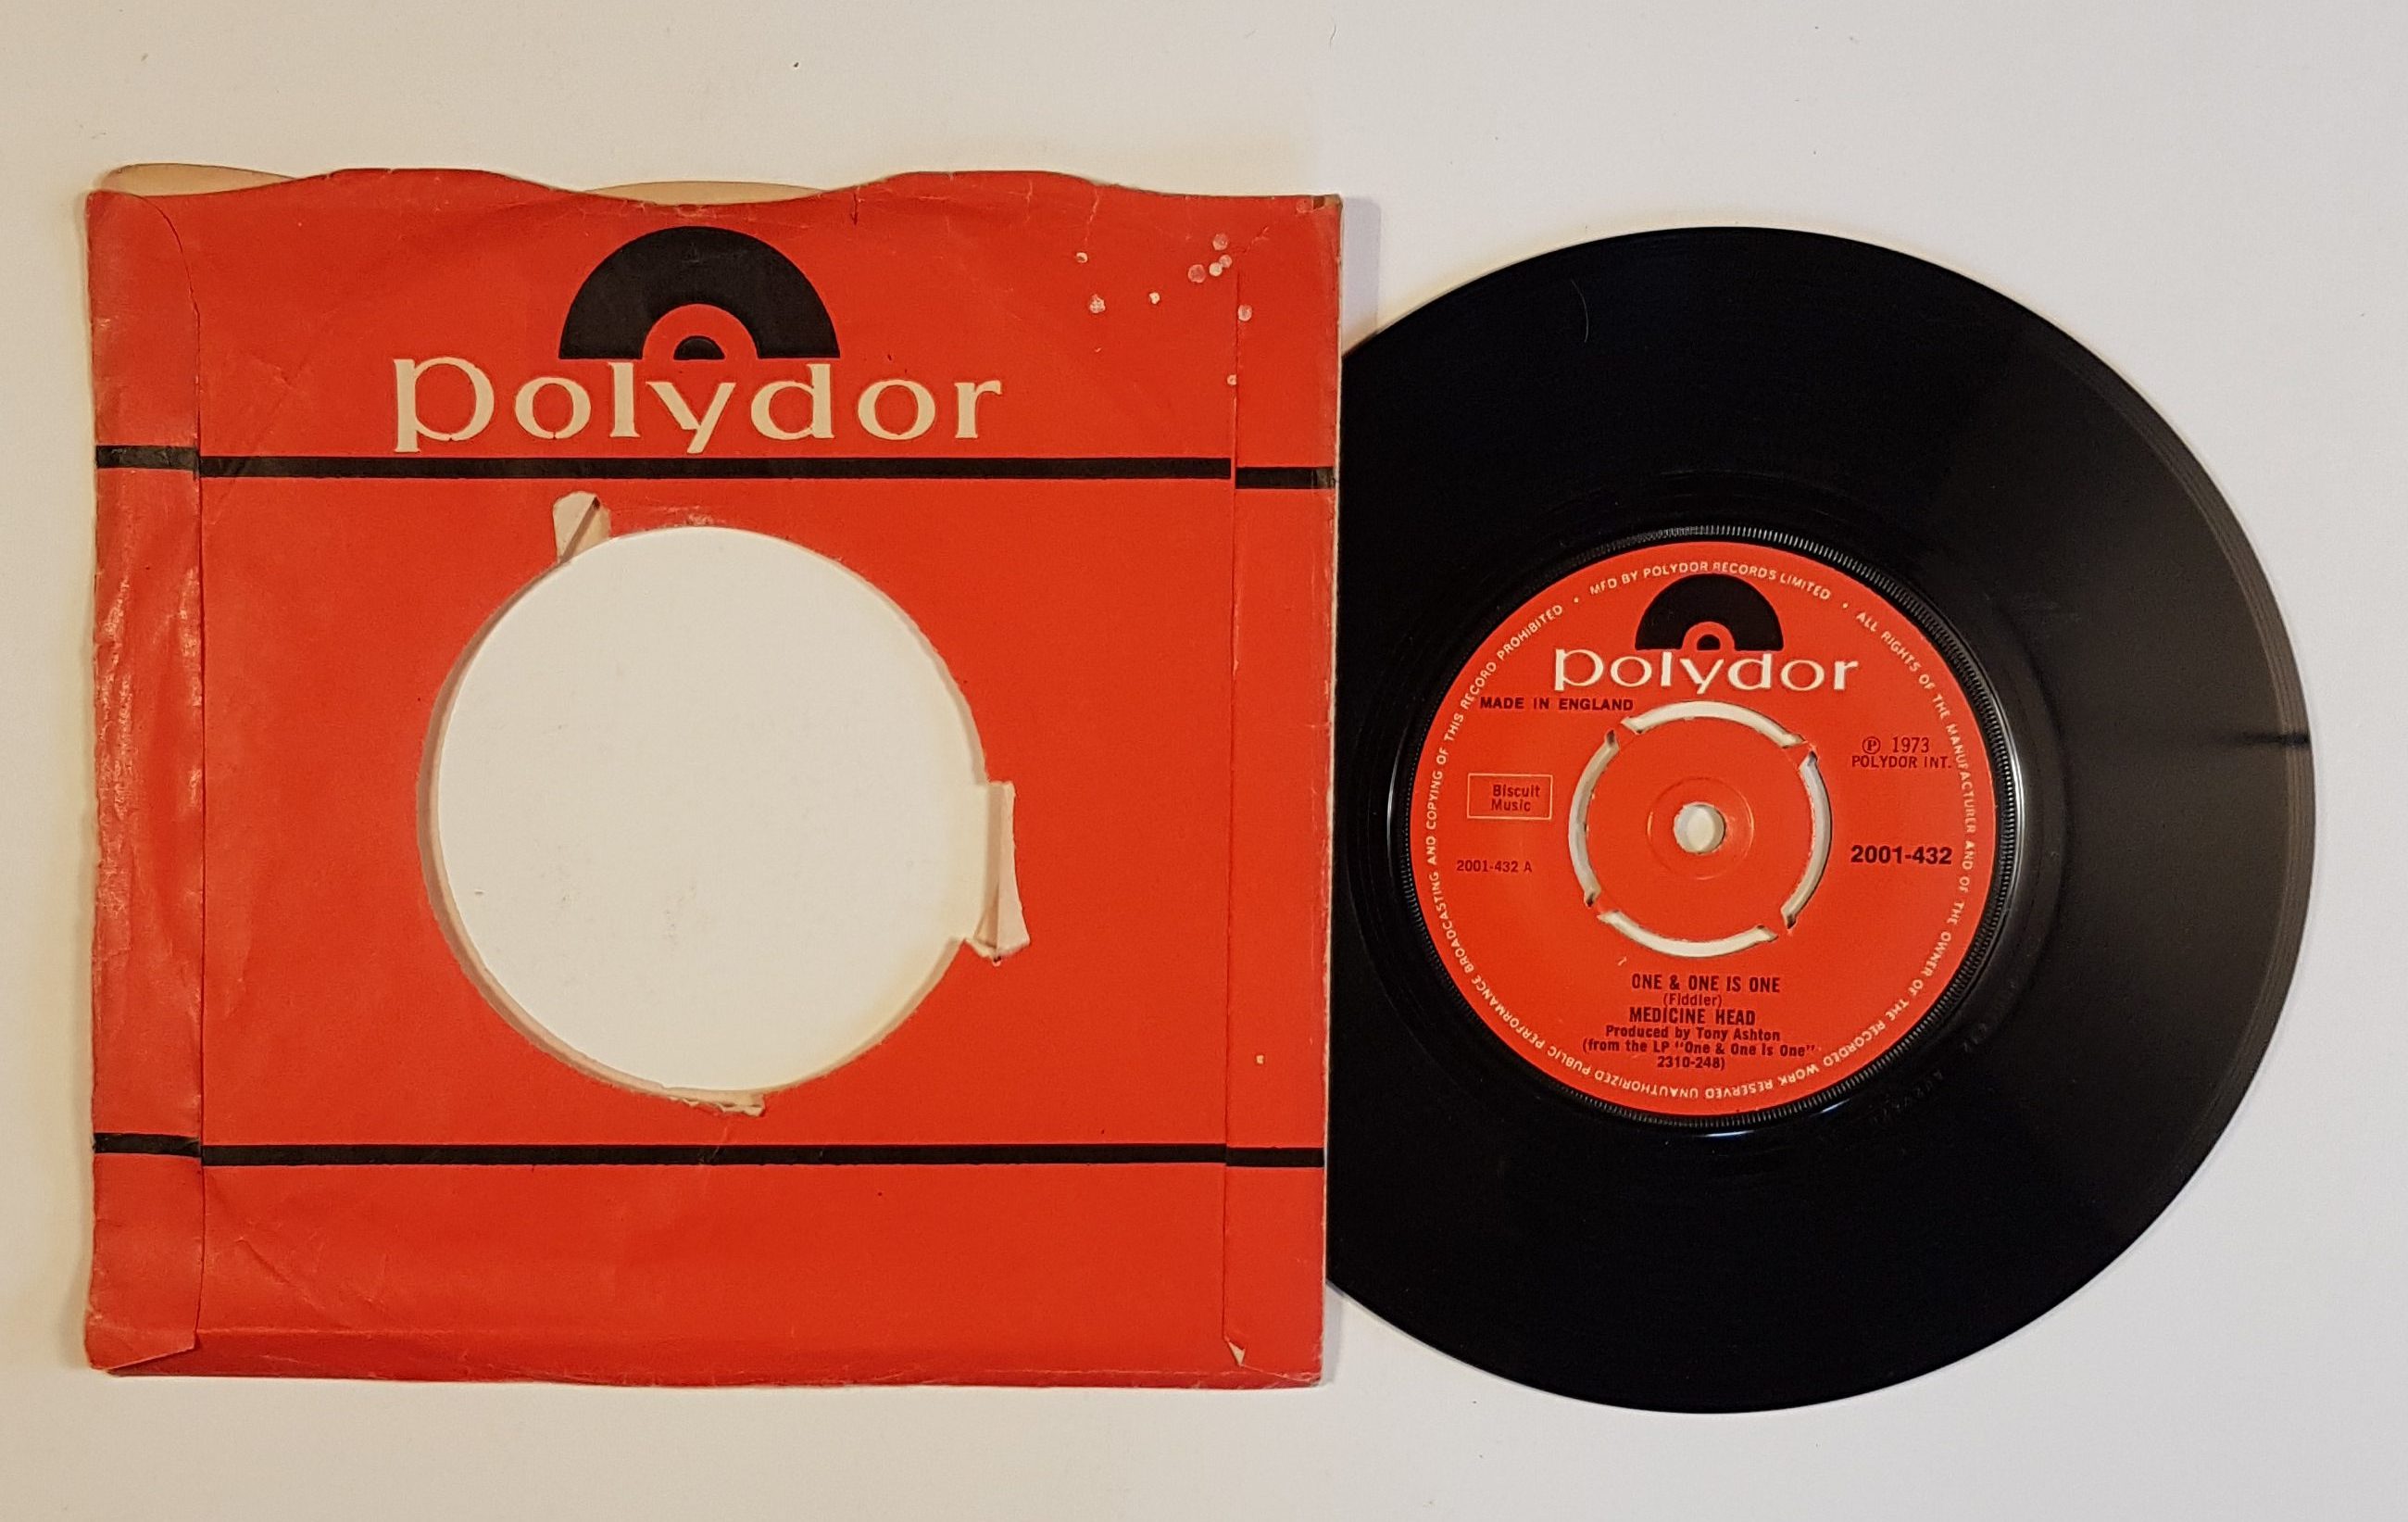 polydor
MFD BY POLYDOR RECORDS LIMITED • ALL RIGHTS OF THE MANUFACTURER AND OF THE OWNER OF THE RECORDED WORK RESERVED UNAUTHORIZED PUBLIC PERFORMANCE BROADCASTING AND COPYING OF THIS RECORD PROHIBITED •
polydor
MADE IN ENGLAND
℗ 1973
POLYDOR INT.
Biscuit
Music
2001-432
2001-432 A
ONE & ONE IS ONE
(Fiddler)
MEDICINE HEAD
Produced by Tony Ashton
(from the LP "One & One Is One"
2310-248)